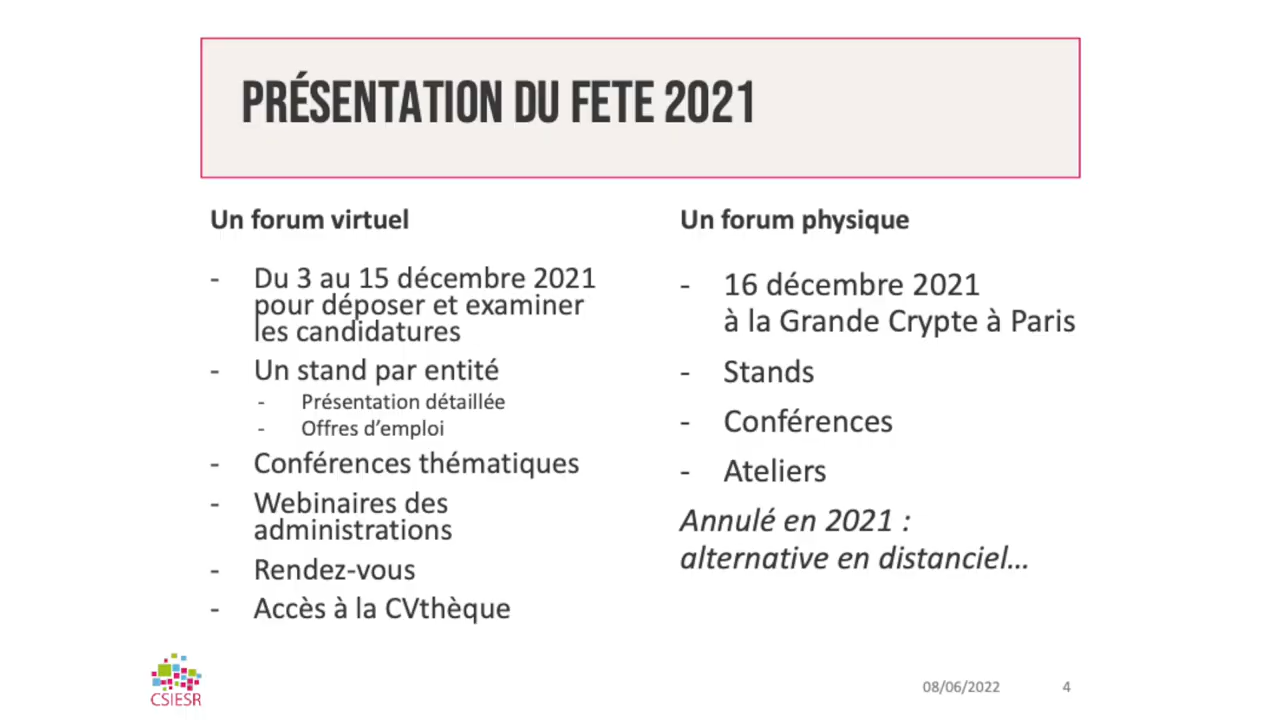 PRÉSENTATION DU FETE 2021
Un forum virtuel
- Du 3 au 15 décembre 2021
pour déposer et examiner
les candidatures
- Un stand par entité
- Présentation détaillée
- Offres d'emploi
- Conférences thématiques
- Webinaires des
administrations
- Rendez-vous
- Accès à la CVthèque
Un forum physique
- 16 décembre 2021
à la Grande Crypte à Paris
- Stands
- Conférences
- Ateliers
Annulé en 2021 :
alternative en distanciel...
CSIESR
08/06/2022
4